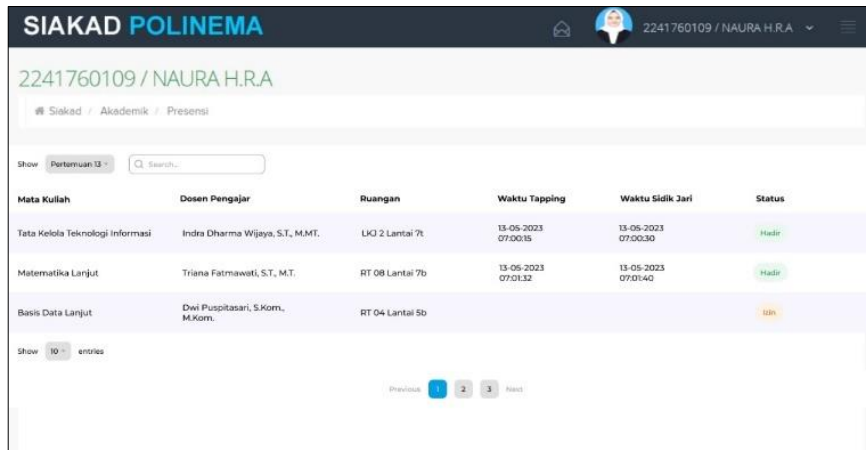 SIAKAD POLINEMA
2241760109 / NAURA H.R.A
2241760109 / NAURA H.R.A
Siakad / Akademik / Presensi
Show Pertemuan 13 Search...
Mata Kuliah Dosen Pengajar Ruangan Waktu Tapping Waktu Sidik Jari Status
Tata Kelola Teknologi Informasi Indra Dharma Wijaya, S.T., M.MT. LKJ 2 Lantai 7t 13-05-2023 07:00:15 13-05-2023 07:00:30 Hadir
Matematika Lanjut Triana Fatmawati, S.T., M.T. RT 08 Lantai 7b 13-05-2023 07:01:32 13-05-2023 07:01:40 Hadir
Basis Data Lanjut Dwi Puspitasari, S.Kom., M.Kom. RT 04 Lantai 5b Izin
Show 10 entries
Previous 1 2 3 Next